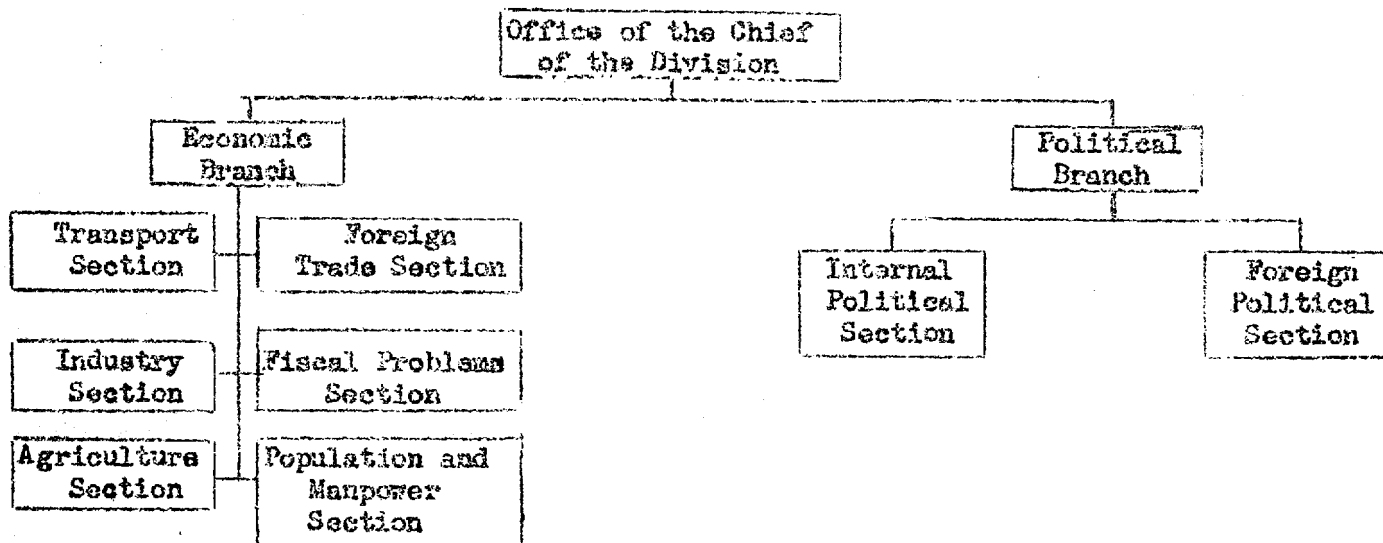 Office of the Chief
of the Division
Economic
Branch
Political
Branch
Transport
Section
Foreign
Trade Section
Internal
Political
Section
Foreign
Political
Section
Industry
Section
Fiscal Problems
Section
Agriculture
Section
Population and
Manpower
Section